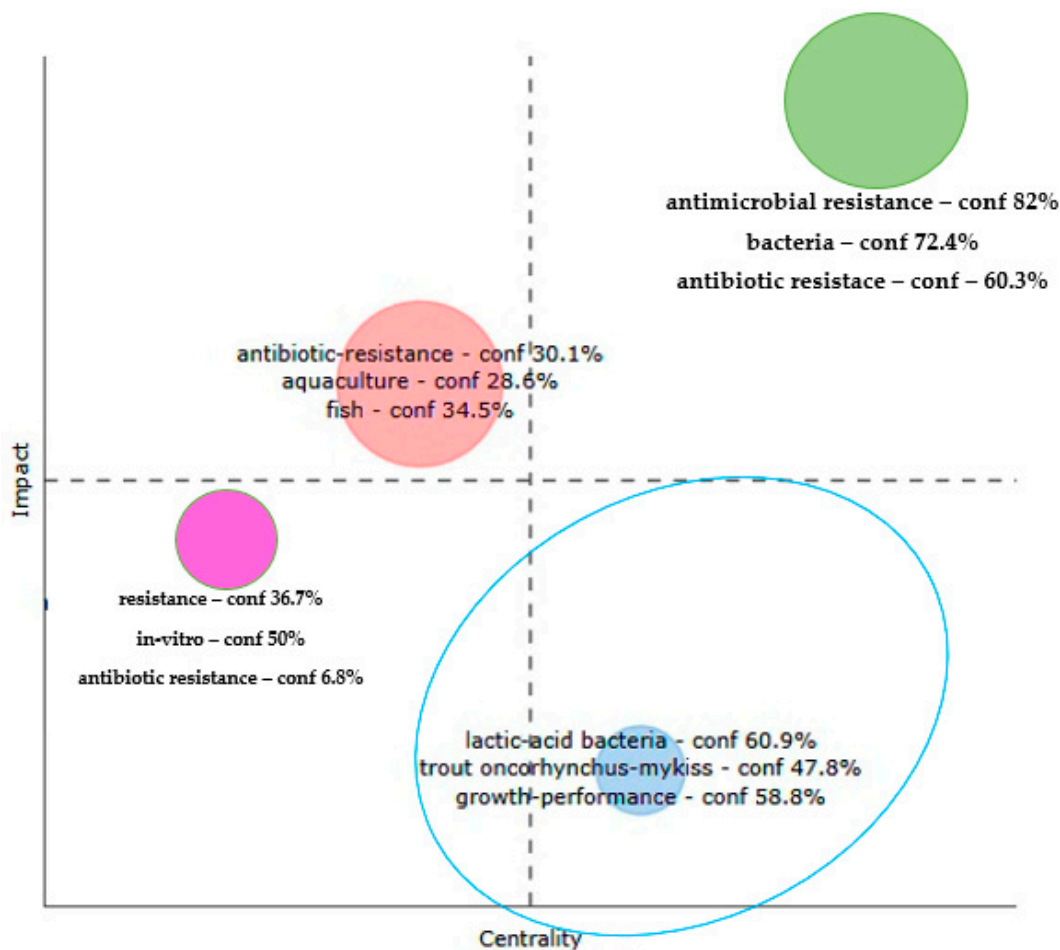 antimicrobial resistance – conf 82%
bacteria – conf 72.4%
antibiotic resistace – conf – 60.3%
antibiotic-resistance - conf 30.1%
aquaculture - conf 28.6%
fish - conf 34.5%
Impact
resistance – conf 36.7%
in-vitro – conf 50%
antibiotic resistance – conf 6.8%
lactic-acid bacteria - conf 60.9%
trout oncorhynchus-mykiss - conf 47.8%
growth-performance - conf 58.8%
Centrality